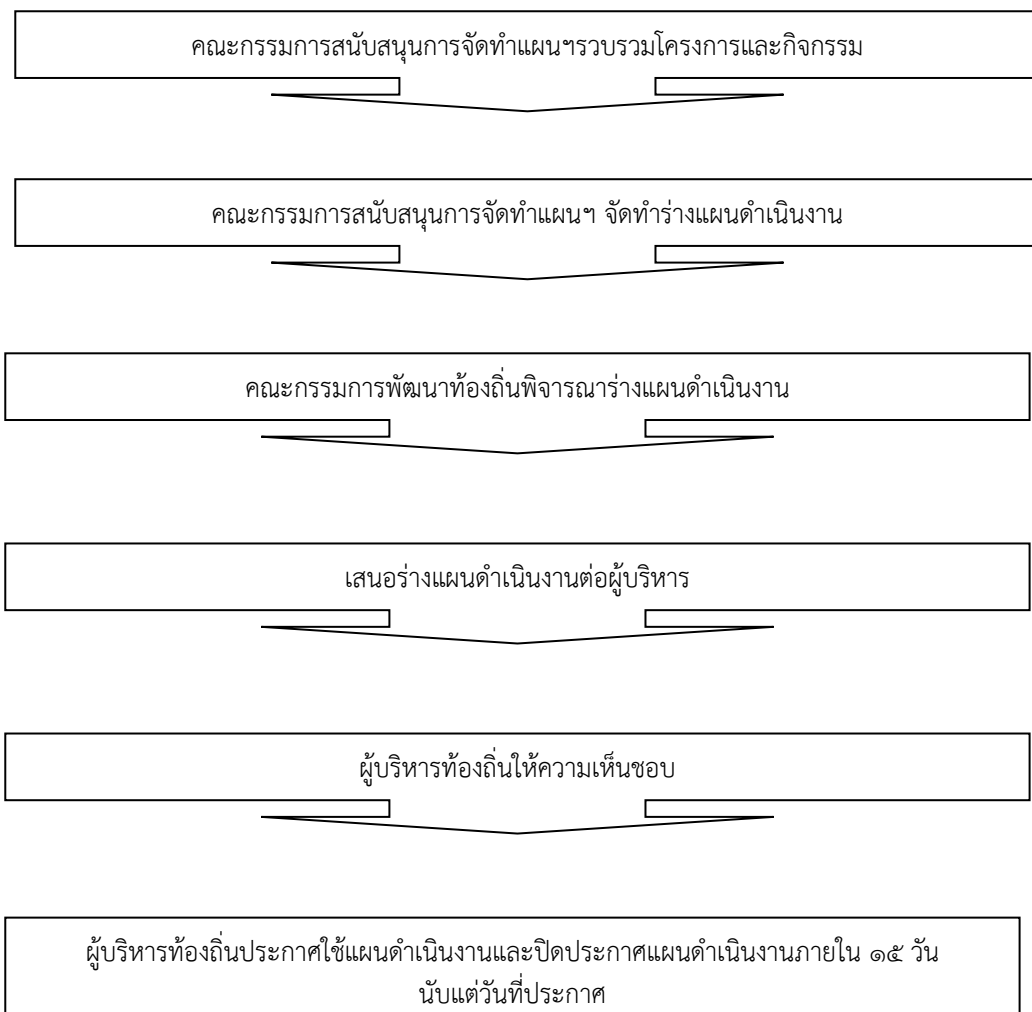 คณะกรรมการสนับสนุนการจัดทำแผนฯรวบรวมโครงการและกิจกรรม
คณะกรรมการสนับสนุนการจัดทำแผนฯ จัดทำร่างแผนดำเนินงาน
คณะกรรมการพัฒนาท้องถิ่นพิจารณาร่างแผนดำเนินงาน
เสนอร่างแผนดำเนินงานต่อผู้บริหาร
ผู้บริหารท้องถิ่นให้ความเห็นชอบ
ผู้บริหารท้องถิ่นประกาศใช้แผนดำเนินงานและปิดประกาศแผนดำเนินงานภายใน ๑๕ วัน
นับแต่วันที่ประกาศ